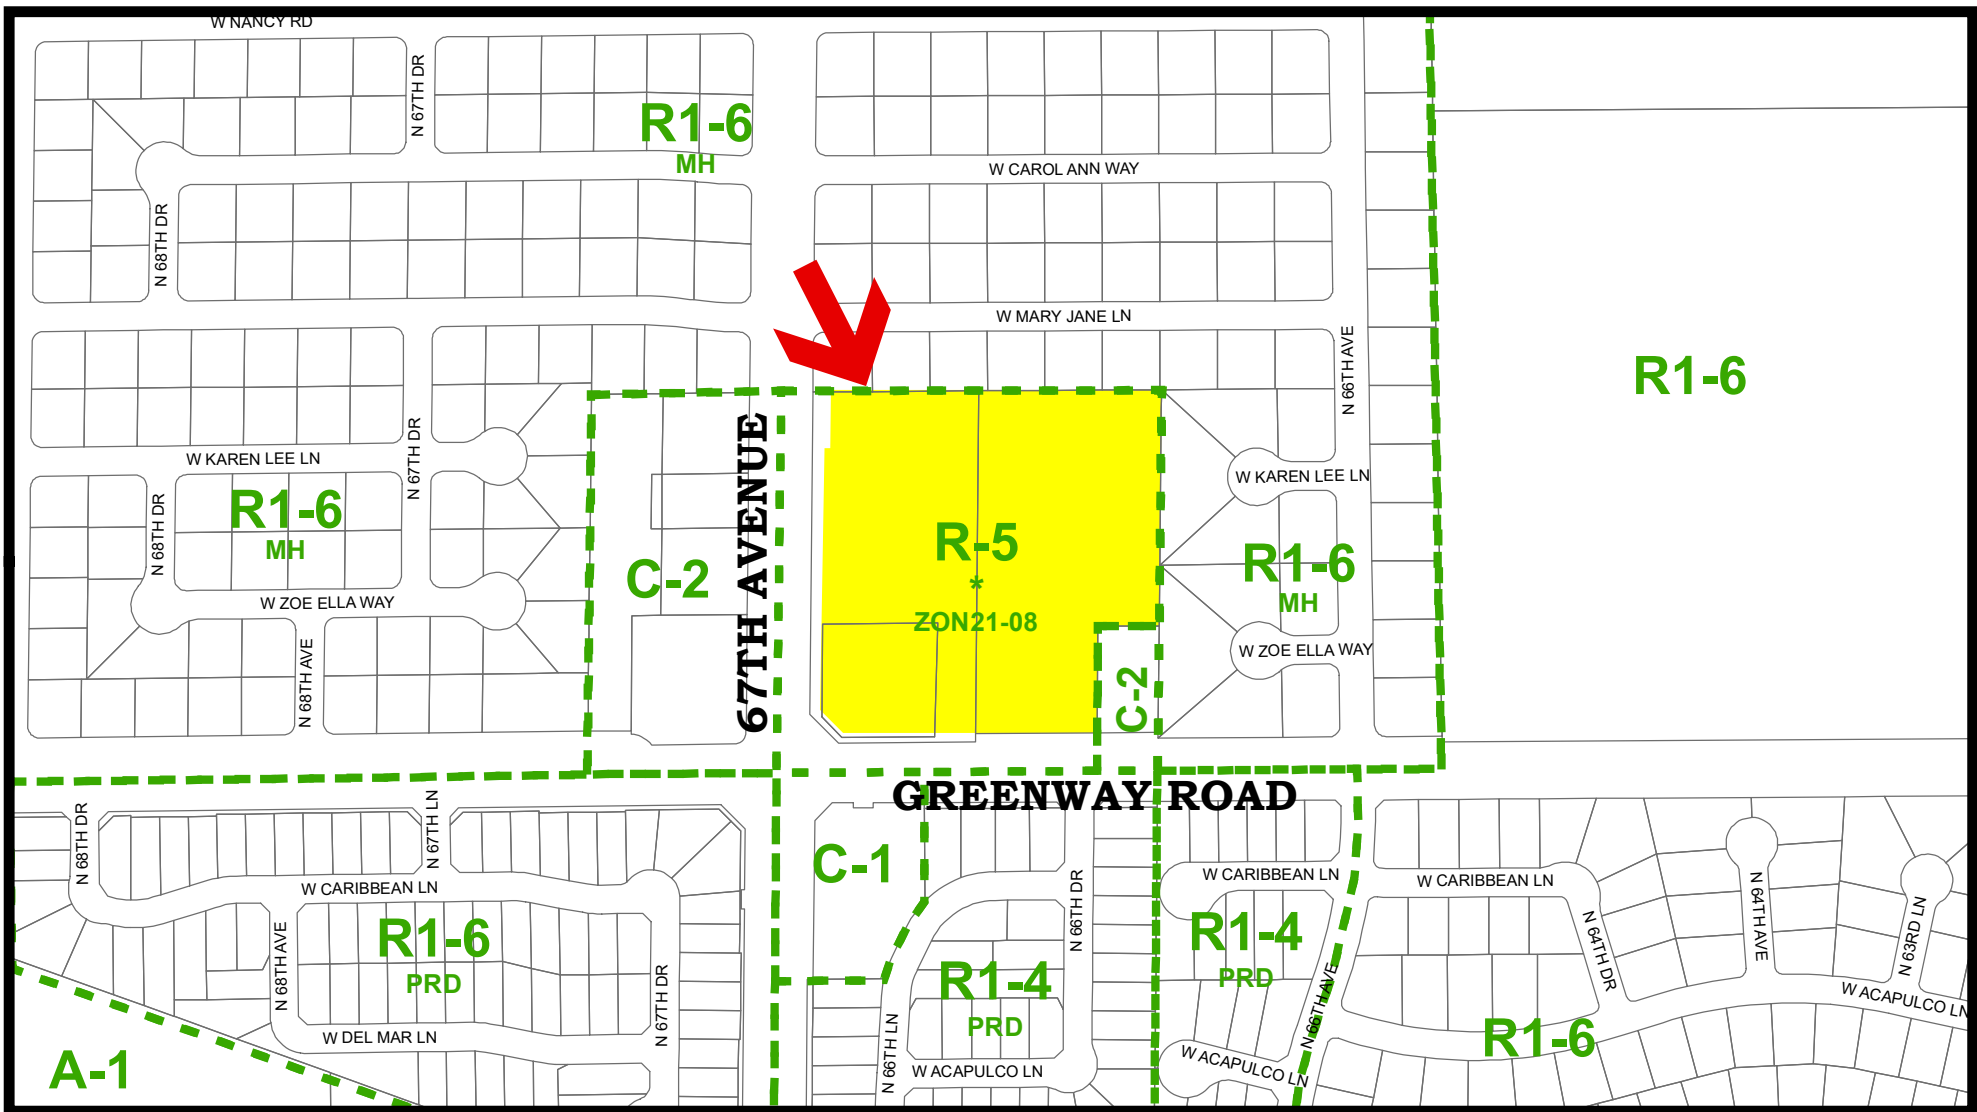 W NANCY RD
N 67TH DR
R1-6
MH
W CAROL ANN WAY
N 68TH DR
W MARY JANE LN
N 66TH AVE
R1-6
67TH AVENUE
N 67TH DR
W KAREN LEE LN
W KAREN LEE LN
R1-6
MH
N 68TH DR
R-5
*
ZON21-08
C-2
R1-6
MH
W ZOE ELLA WAY
W ZOE ELLA WAY
N 68TH AVE
C-2
GREENWAY ROAD
N 68TH DR
N 67TH LN
C-1
W CARIBBEAN LN
W CARIBBEAN LN
W CARIBBEAN LN
N 66TH DR
N 64TH AVE
N 63RD LN
N 64TH DR
N 68TH AVE
R1-6
PRD
R1-4
PRD
R1-4
PRD
N 67TH DR
N 66TH AVE
W ACAPULCO LN
W DEL MAR LN
R1-6
N 66TH LN
W ACAPULCO LN
W ACAPULCO LN
A-1